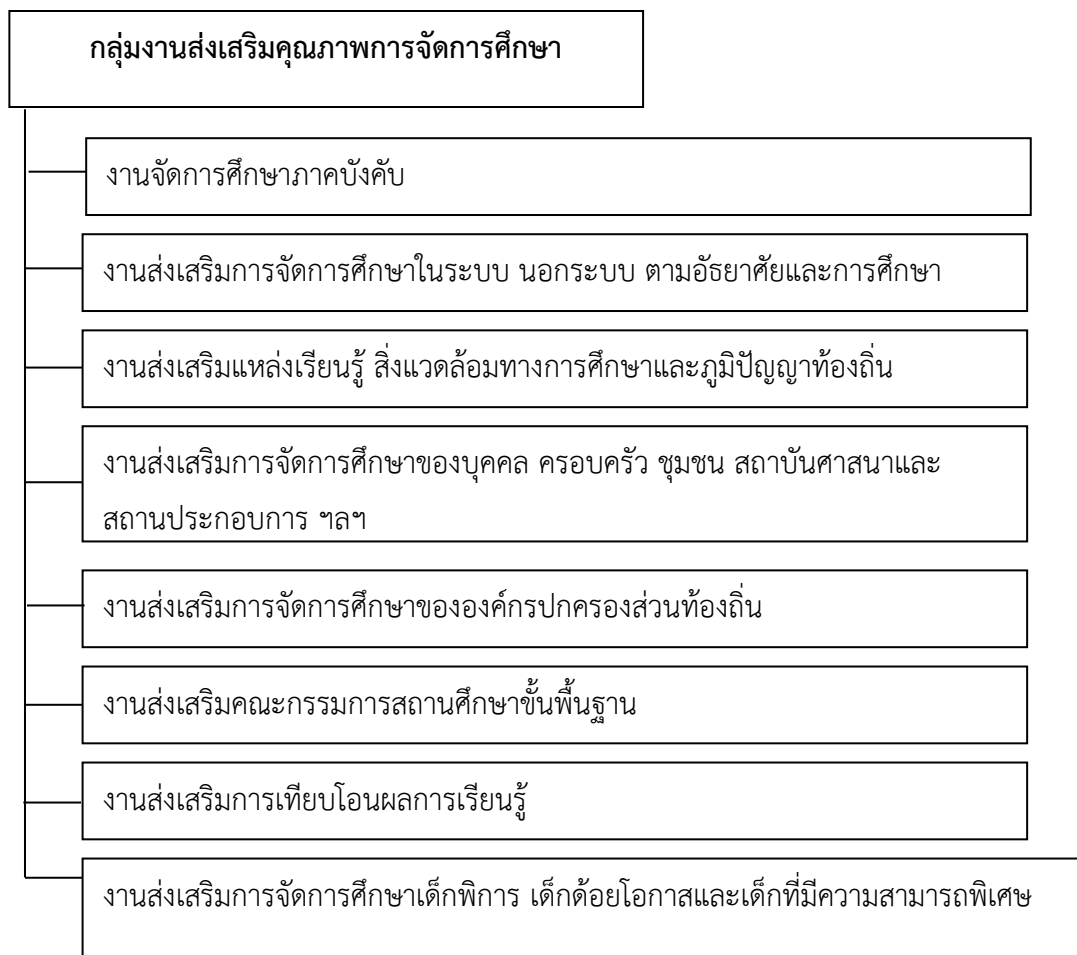 กลุ่มงานส่งเสริมคุณภาพการจัดการศึกษา
งานจัดการศึกษาภาคบังคับ
งานส่งเสริมการจัดการศึกษาในระบบ นอกระบบ ตามอัธยาศัยและการศึกษา
งานส่งเสริมแหล่งเรียนรู้ สิ่งแวดล้อมทางการศึกษาและภูมิปัญญาท้องถิ่น
งานส่งเสริมการจัดการศึกษาของบุคคล ครอบครัว ชุมชน สถาบันศาสนาและ
สถานประกอบการ ฯลฯ
งานส่งเสริมการจัดการศึกษาขององค์กรปกครองส่วนท้องถิ่น
งานส่งเสริมคณะกรรมการสถานศึกษาขั้นพื้นฐาน
งานส่งเสริมการเทียบโอนผลการเรียนรู้
งานส่งเสริมการจัดการศึกษาเด็กพิการ เด็กด้อยโอกาสและเด็กที่มีความสามารถพิเศษ